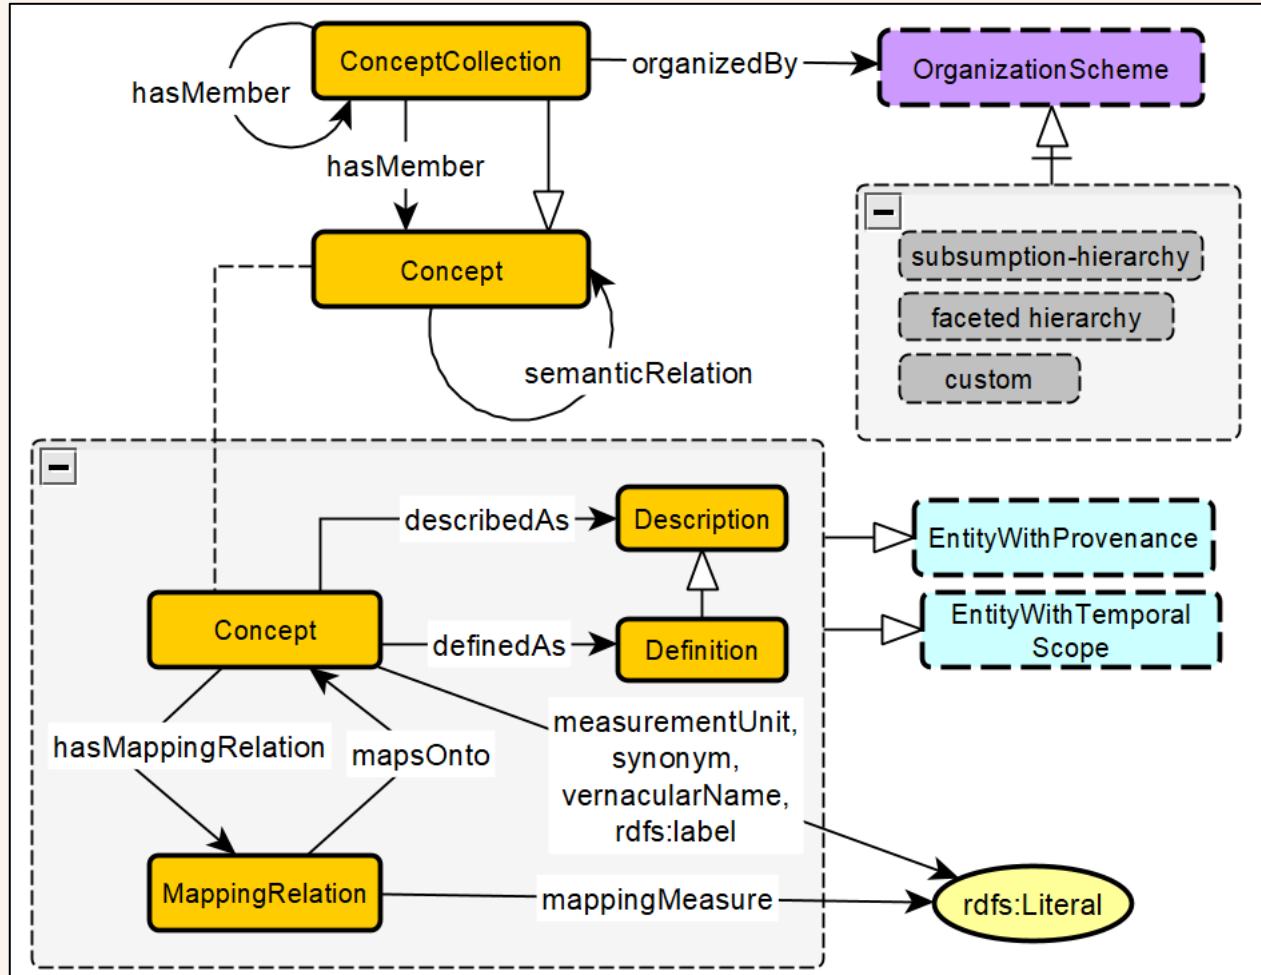 ConceptCollection
organizedBy
OrganizationScheme
hasMember
hasMember
Concept
semanticRelation
subsumption-hierarchy
faceted hierarchy
custom
describedAs
Description
EntityWithProvenance
Concept
definedAs
Definition
EntityWithTemporal
Scope
hasMappingRelation
mapsOnto
measurementUnit,
synonym,
vernacularName,
rdfs:label
MappingRelation
mappingMeasure
rdfs:Literal